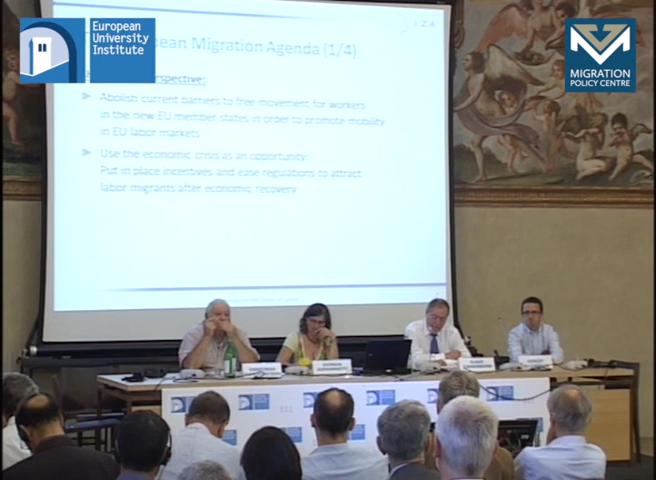 European
University
Institute
MIGRATION
POLICY CENTRE
I Z A
ean Migration Agenda (1/4)
rspective:
Abolish current barriers to free movement for workers
in the new EU member states in order to promote mobility
in EU labor markets
Use the economic crisis as an opportunity:
Put in place incentives and ease regulations to attract
labor migrants after economic recovery